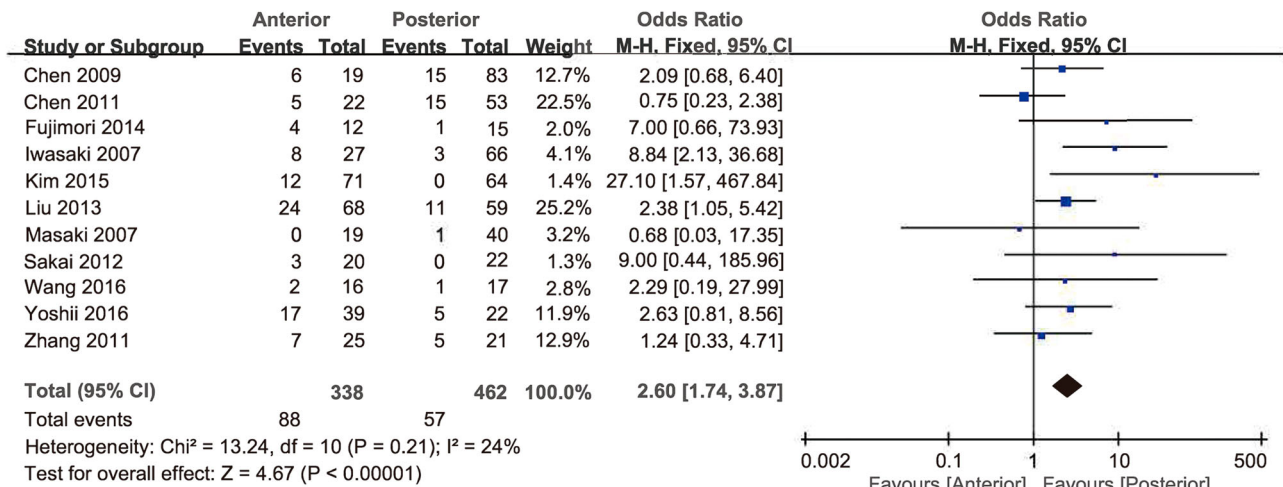 Anterior Posterior Odds Ratio Odds Ratio
Study or Subgroup Events Total Events Total Weight M-H, Fixed, 95% CI M-H, Fixed, 95% CI
Chen 2009 6 19 15 83 12.7% 2.09 [0.68, 6.40]
Chen 2011 5 22 15 53 22.5% 0.75 [0.23, 2.38]
Fujimori 2014 4 12 1 15 2.0% 7.00 [0.66, 73.93]
Iwasaki 2007 8 27 3 66 4.1% 8.84 [2.13, 36.68]
Kim 2015 12 71 0 64 1.4% 27.10 [1.57, 467.84]
Liu 2013 24 68 11 59 25.2% 2.38 [1.05, 5.42]
Masaki 2007 0 19 1 40 3.2% 0.68 [0.03, 17.35]
Sakai 2012 3 20 0 22 1.3% 9.00 [0.44, 185.96]
Wang 2016 2 16 1 17 2.8% 2.29 [0.19, 27.99]
Yoshii 2016 17 39 5 22 11.9% 2.63 [0.81, 8.56]
Zhang 2011 7 25 5 21 12.9% 1.24 [0.33, 4.71]
Total (95% CI) 338 462 100.0% 2.60 [1.74, 3.87]
Total events 88 57
Heterogeneity: Chi² = 13.24, df = 10 (P = 0.21); I² = 24%
Test for overall effect: Z = 4.67 (P < 0.00001)
0.002 0.1 1 10 500
Favours [Anterior] Favours [Posterior]